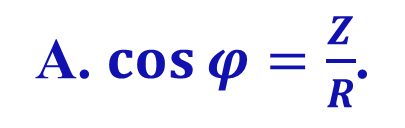 A. cos φ = Z/R.